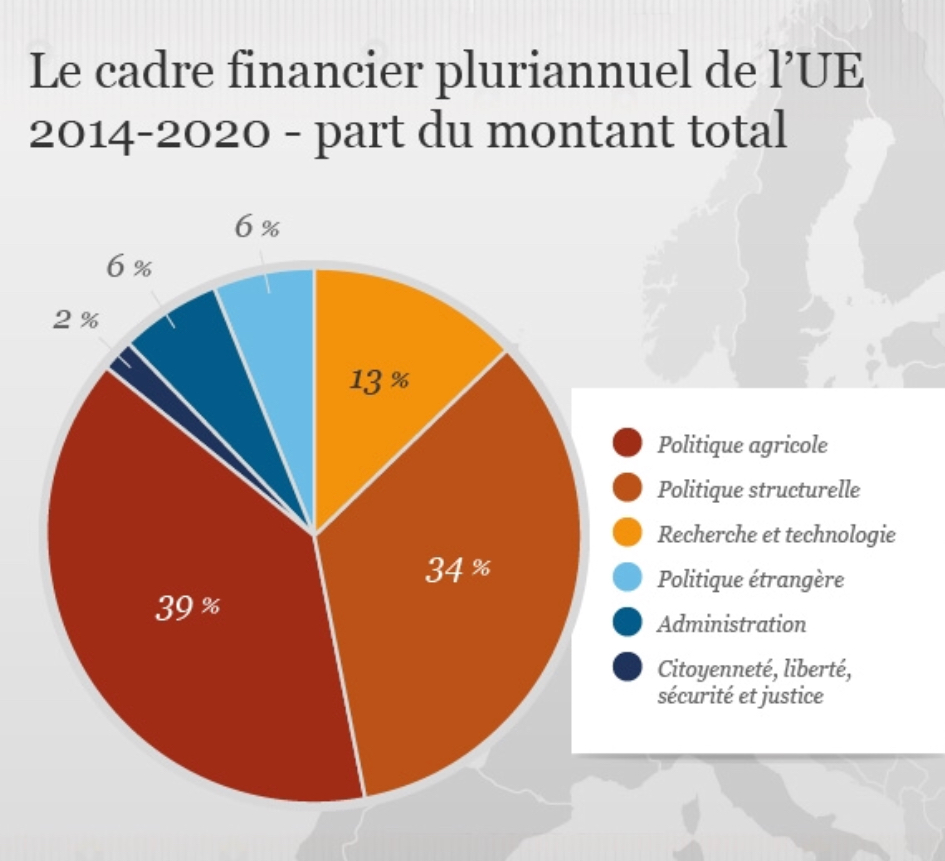 Le cadre financier pluriannuel de l’UE
2014-2020 - part du montant total
6 %
6 %
2 %
13 %
34 %
39 %
Politique agricole
Politique structurelle
Recherche et technologie
Politique étrangère
Administration
Citoyenneté, liberté,
sécurité et justice